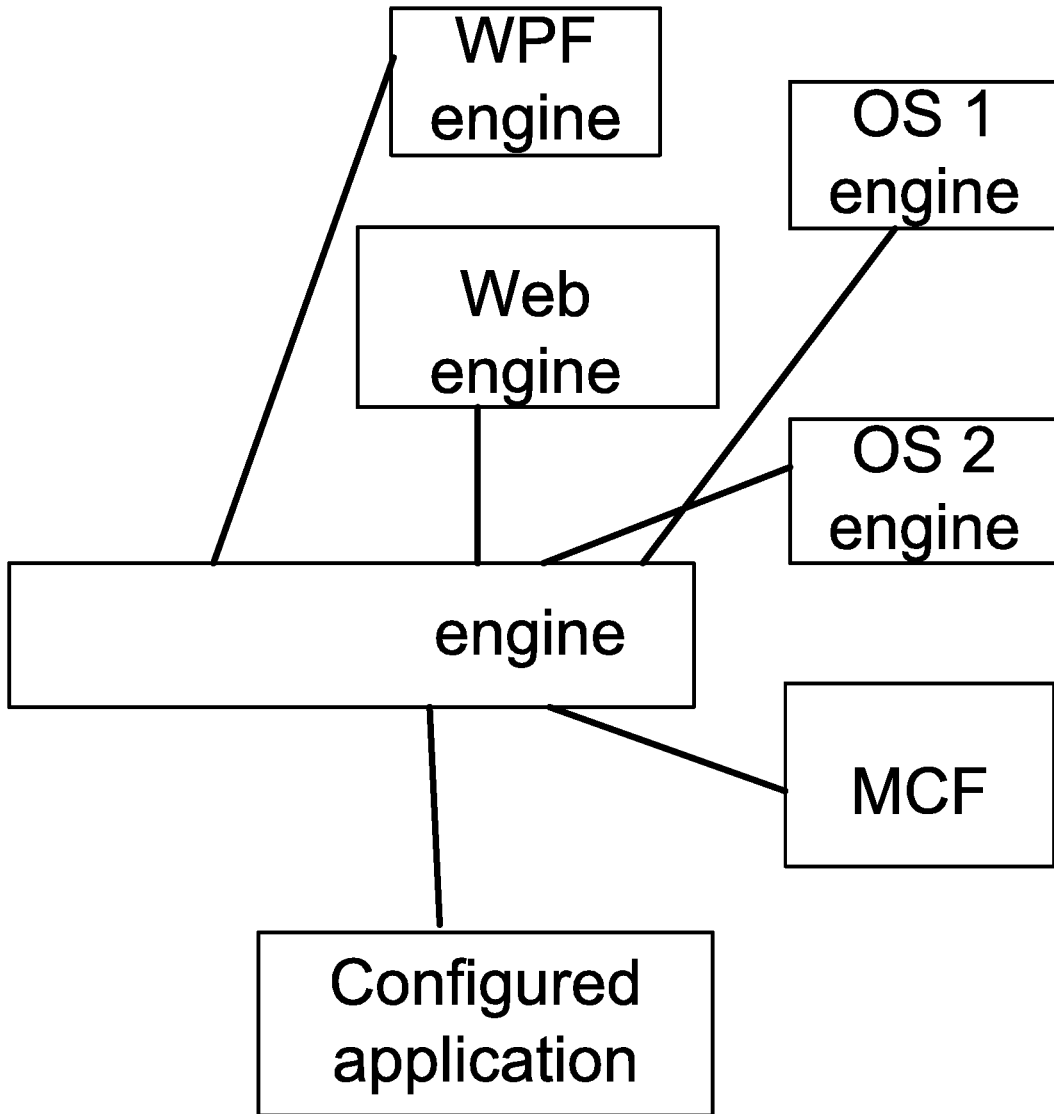 WPF
engine
OS 1
engine
Web
engine
OS 2
engine
engine
MCF
Configured
application